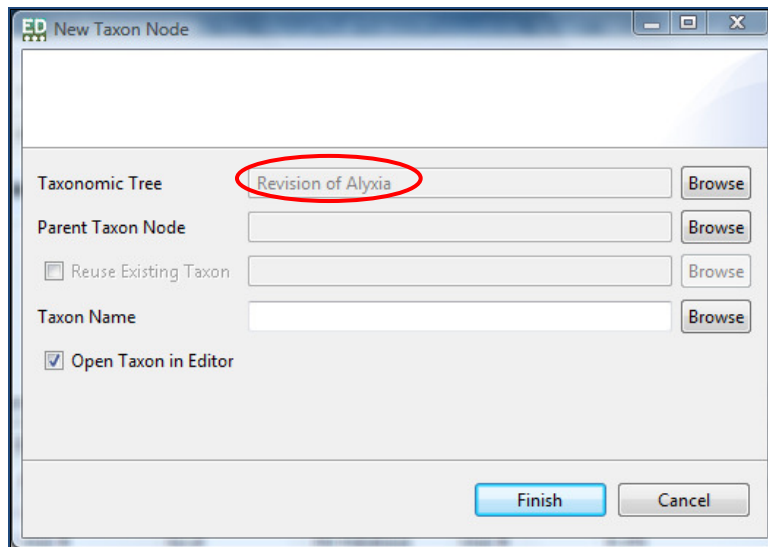 ED New Taxon Node
Taxonomic Tree Revision of Alyxia Browse
Parent Taxon Node Browse
Reuse Existing Taxon Browse
Taxon Name Browse
Open Taxon in Editor
Finish Cancel